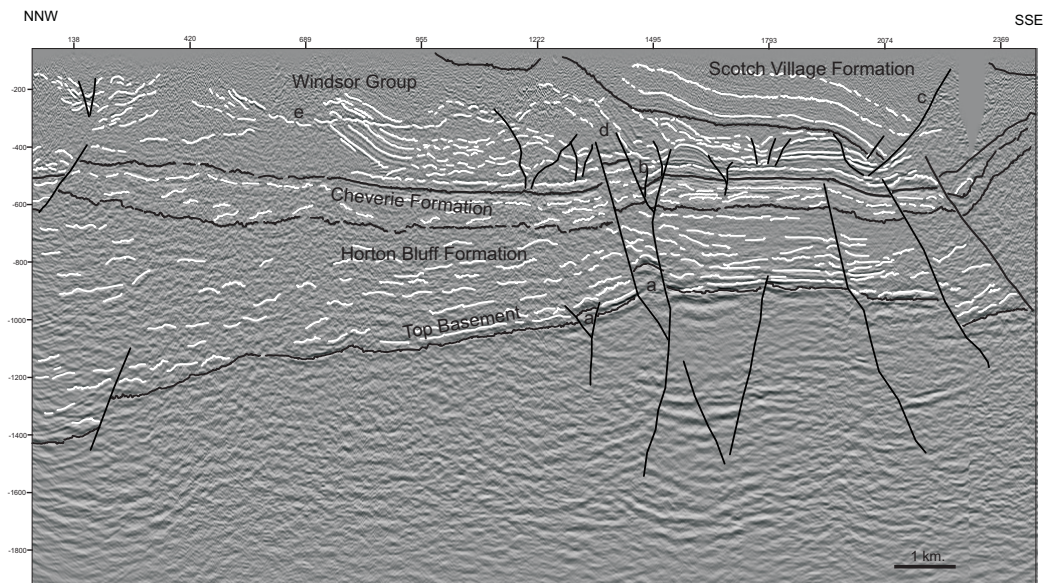 NNW
SSE
138 420 689 955 1222 1495 1793 2074 2369
Scotch Village Formation
Windsor Group
-200
c
e
d
-400
b
Cheverie Formation
-600
Horton Bluff Formation
-800
a
-1000
Top Basement
a
-1200
-1400
-1600
-1800
1 km.